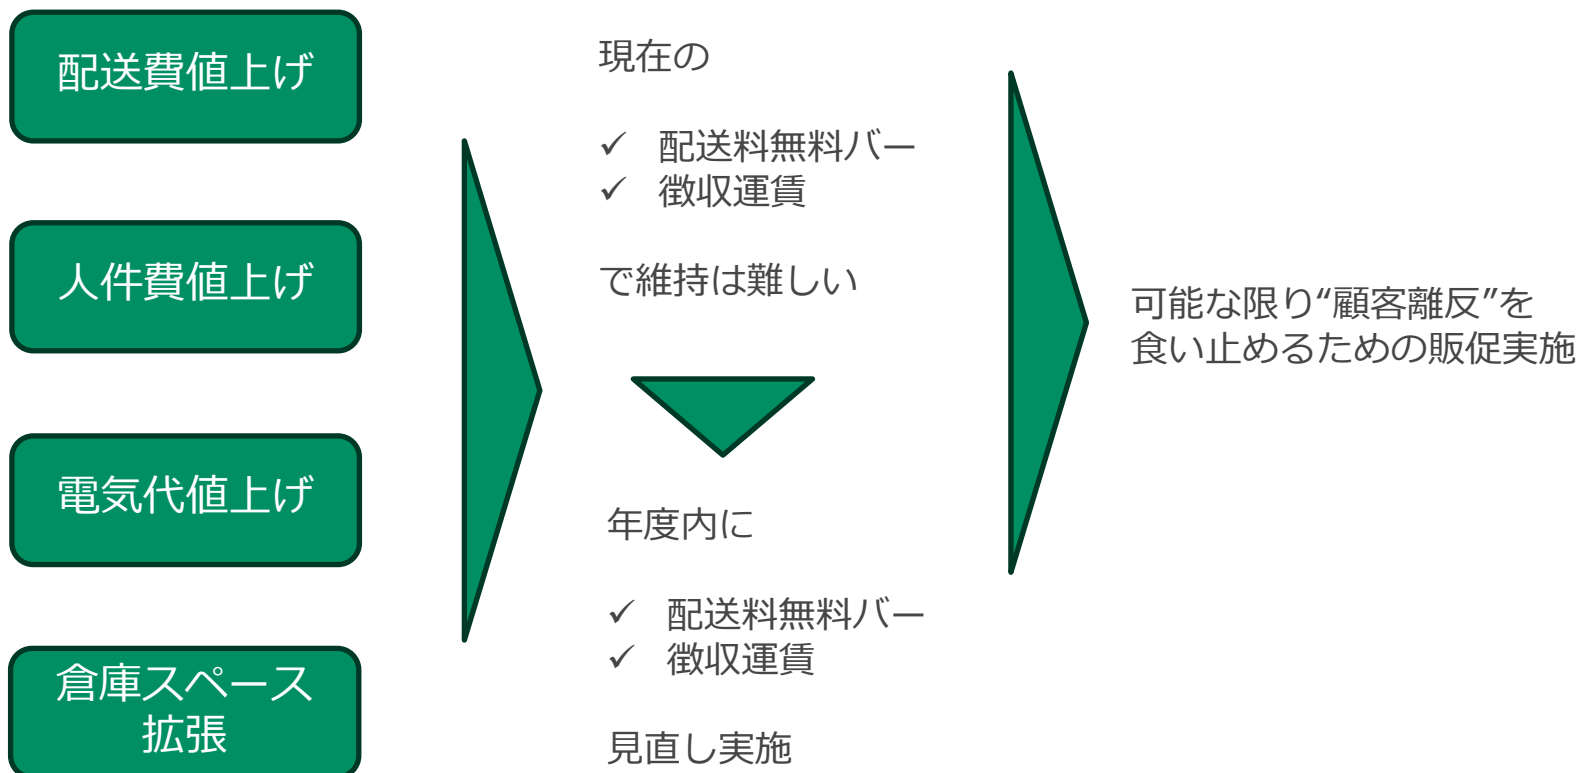 配送費値上げ
人件費値上げ
電気代値上げ
倉庫スペース
拡張
現在の
✓ 配送料無料バー
✓ 徴収運賃
で維持は難しい
年度内に
✓ 配送料無料バー
✓ 徴収運賃
見直し実施
可能な限り“顧客離反”を
食い止めるための販促実施